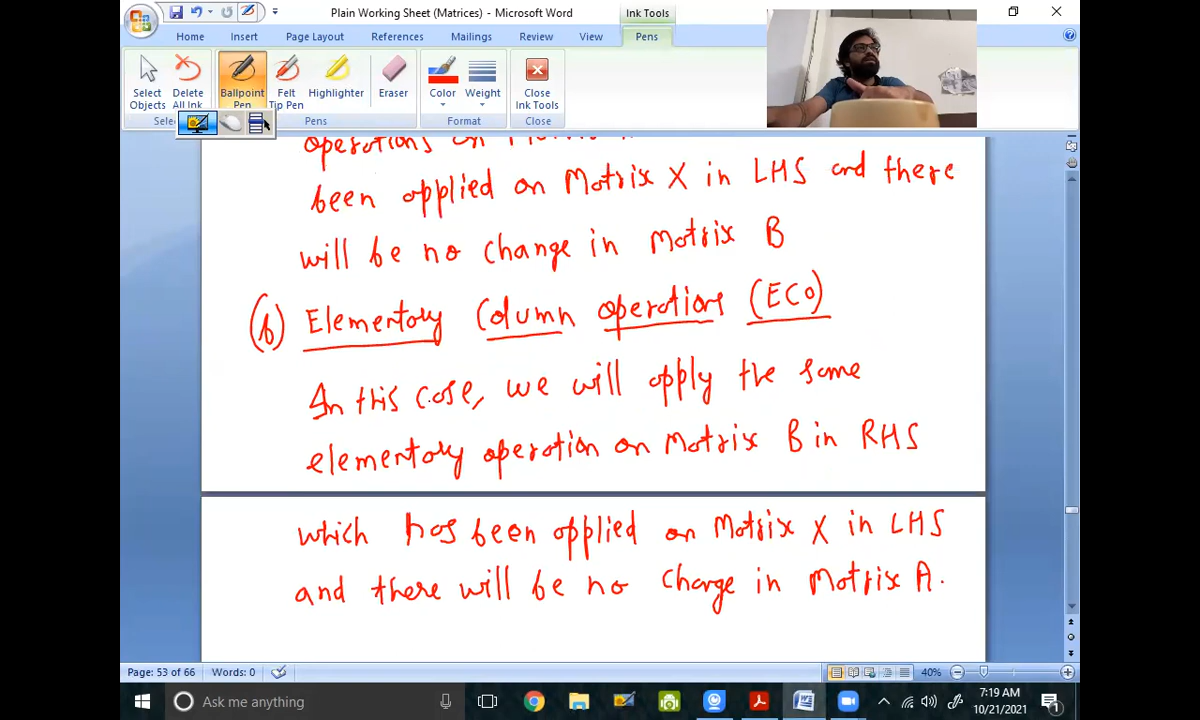 Plain Working Sheet (Matrices) - Microsoft Word
Ink Tools
Home Insert Page Layout References Mailings Review View Pens
Select Objects
Delete All Ink
Ballpoint Pen
Felt Tip Pen
Highlighter
Eraser
Color
Weight
Close Ink Tools
Pens
Format
Close
operations on
been applied on Matrix X in LHS and there
will be no change in Matrix B
(b) Elementary Column operations (ECO)
In this case, we will apply the same
elementary operation on Matrix B in RHS
which has been applied on Matrix X in LHS
and there will be no change in Matrix A.
Page: 53 of 66 Words: 0
40%
Ask me anything
7:19 AM
10/21/2021